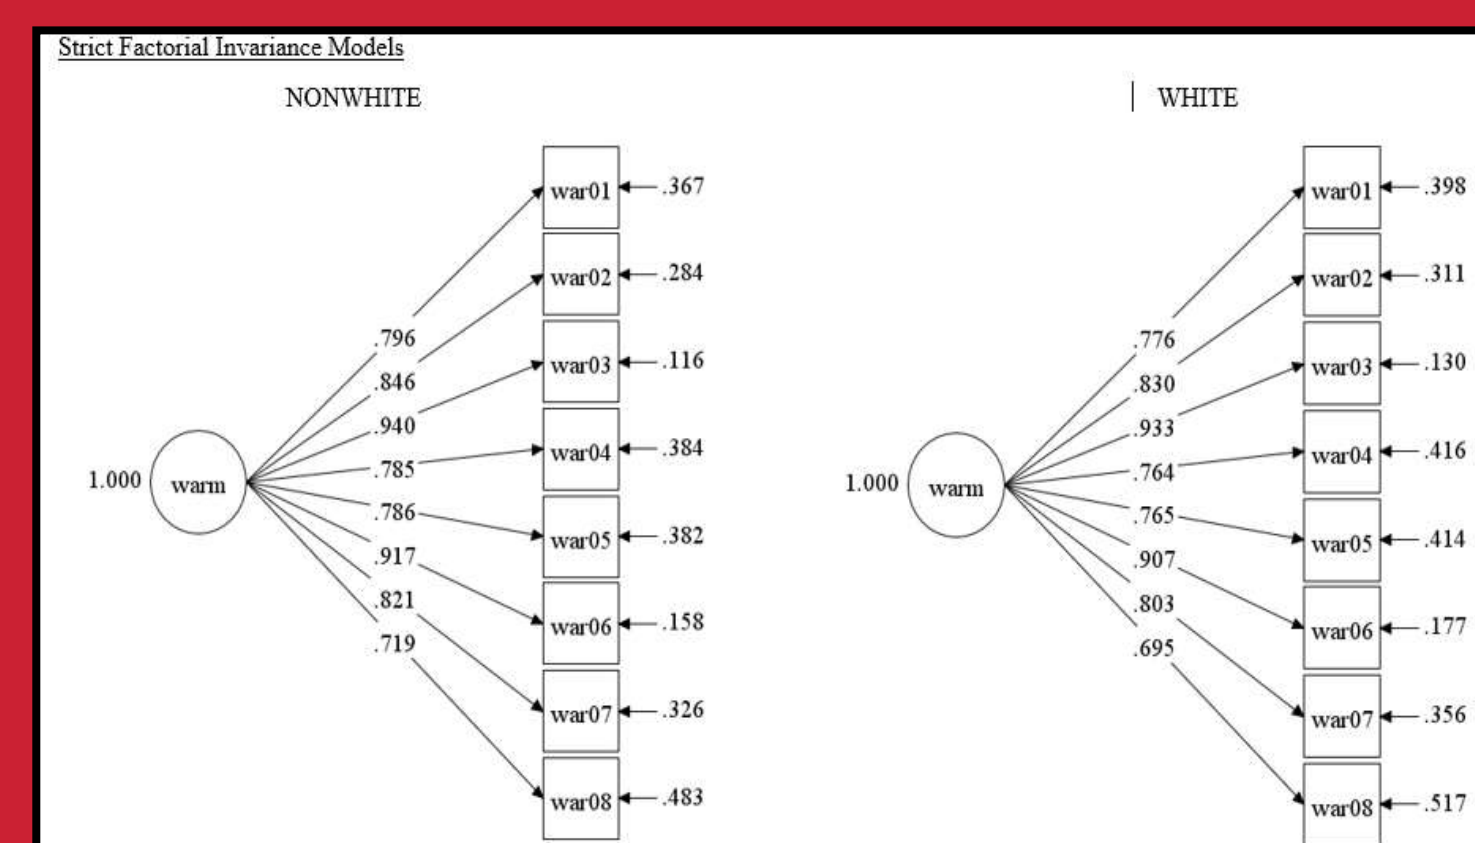 Strict Factorial Invariance Models
NONWHITE
WHITE
war01
.367
war02
.284
.796
war03
.116
.846
.940
war04
.384
.785
1.000
warm
.786
war05
.382
.917
.821
war06
.158
.719
war07
.326
war08
.483
war01
.398
war02
.311
.776
war03
.130
.830
.933
war04
.416
.764
1.000
warm
.765
war05
.414
.907
.803
war06
.177
.695
war07
.356
war08
.517